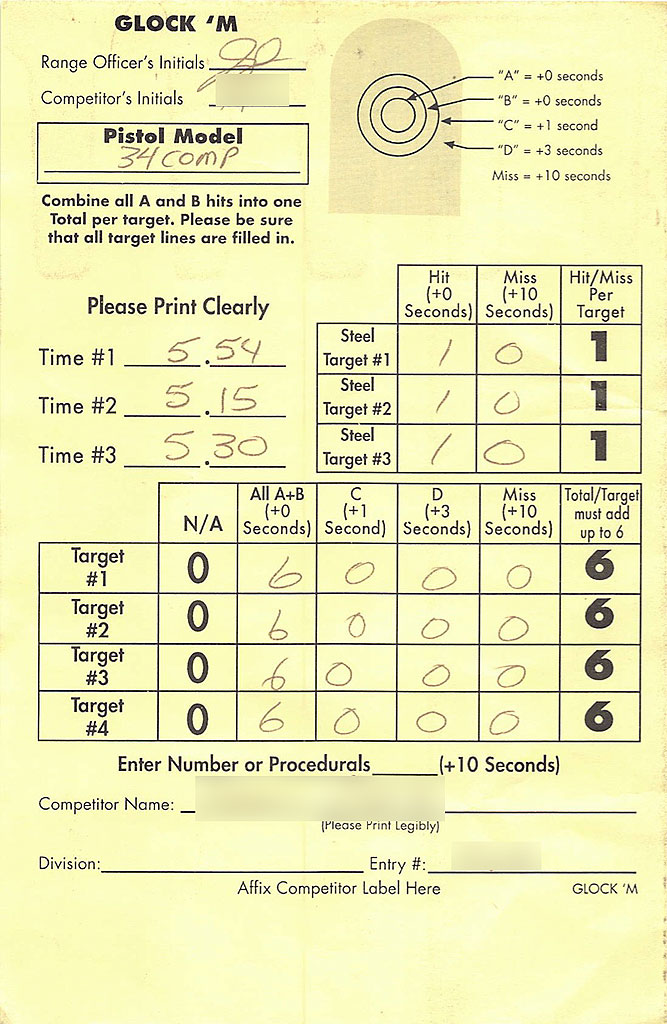 GLOCK ‘M
Range Officer's Initials
Competitor's Initials
Pistol Model
34 COMP
Combine all A and B hits into one
Total per target. Please be sure
that all target lines are filled in.
"A" = +0 seconds
"B" = +0 seconds
"C" = +1 second
"D" = +3 seconds
Miss = +10 seconds
Please Print Clearly
Time #1 5.54
Time #2 5.15
Time #3 5.30
Hit (+0 Seconds) Miss (+10 Seconds) Hit/Miss Per Target
Steel Target #1 1 0 1
Steel Target #2 1 0 1
Steel Target #3 1 0 1
N/A All A+B (+0 Seconds) C (+1 Second) D (+3 Seconds) Miss (+10 Seconds) Total/Target must add up to 6
Target #1 0 6 0 0 0 6
Target #2 0 6 0 0 0 6
Target #3 0 6 0 0 0 6
Target #4 0 6 0 0 0 6
Enter Number or Procedurals (+10 Seconds)
Competitor Name:
(Please Print Legibly)
Division: Entry #:
Affix Competitor Label Here
GLOCK ‘M